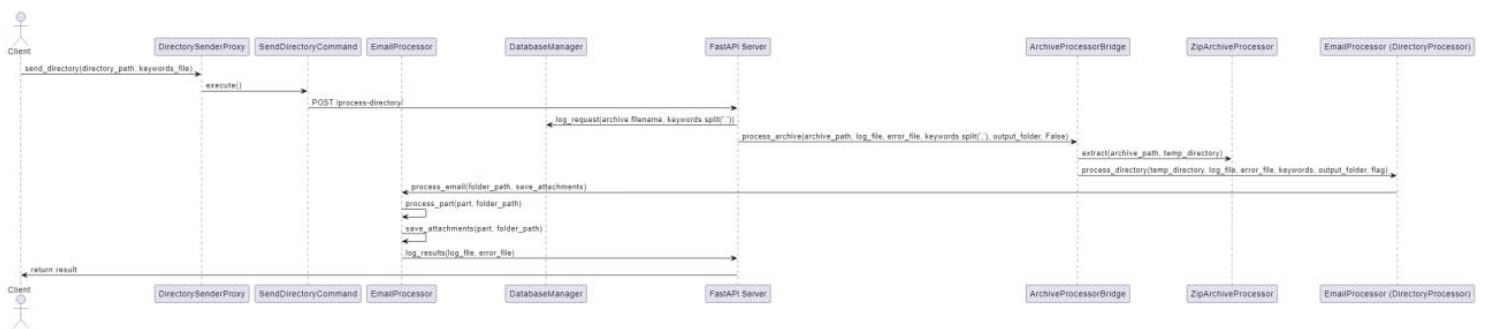 Client
DirectorySenderProxy
SendDirectoryCommand
EmailProcessor
DatabaseManager
FastAPI Server
ArchiveProcessorBridge
ZipArchiveProcessor
EmailProcessor (DirectoryProcessor)
send_directory(directory_path, keywords_file)
execute()
POST /process-directory/
log_request(archive.filename, keywords.split(','))
process_archive(archive_path, log_file, error_file, keywords.split(','), output_folder, False)
extract(archive_path, temp_directory)
process_directory(temp_directory, log_file, error_file, keywords, output_folder, flag)
process_email(folder_path, save_attachments)
process_part(part, folder_path)
save_attachments(part, folder_path)
log_results(log_file, error_file)
return result
Client
DirectorySenderProxy
SendDirectoryCommand
EmailProcessor
DatabaseManager
FastAPI Server
ArchiveProcessorBridge
ZipArchiveProcessor
EmailProcessor (DirectoryProcessor)